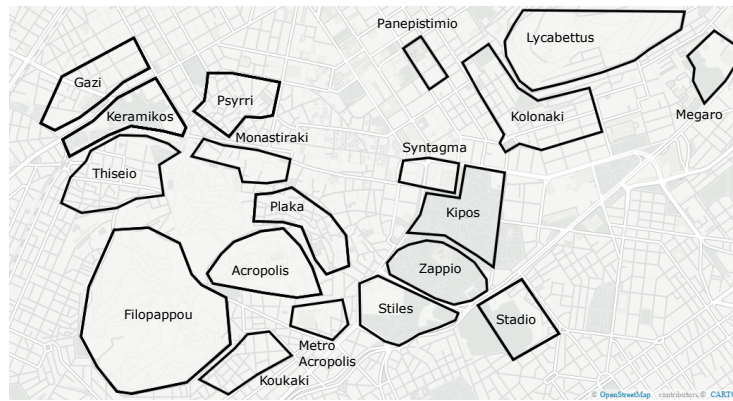 Panepistimio
Lycabettus
Gazi
Keramikos
Psyrri
Kolonaki
Megaro
Monastiraki
Syntagma
Thiseio
Plaka
Kipos
Acropolis
Zappio
Filopappou
Stiles
Stadio
Metro
Acropolis
Koukaki
© OpenStreetMap contributors,© CARTO